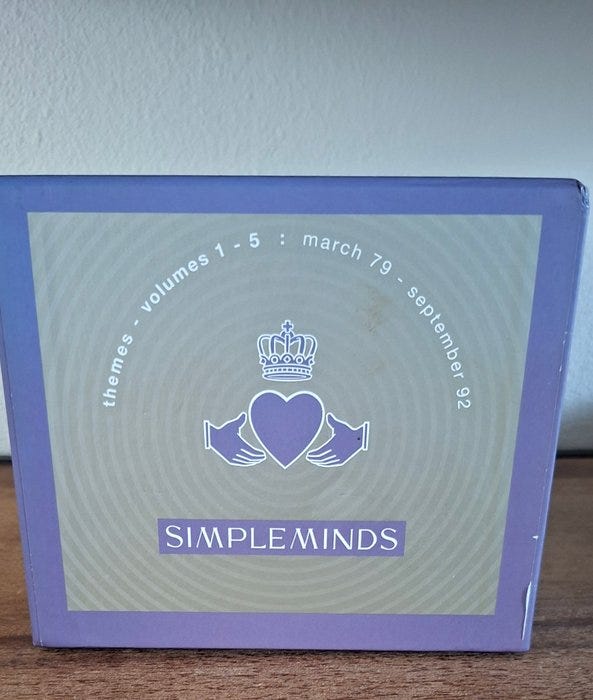 themes - volumes 1 - 5 : march 79 - september 92
SIMPLEMINDS